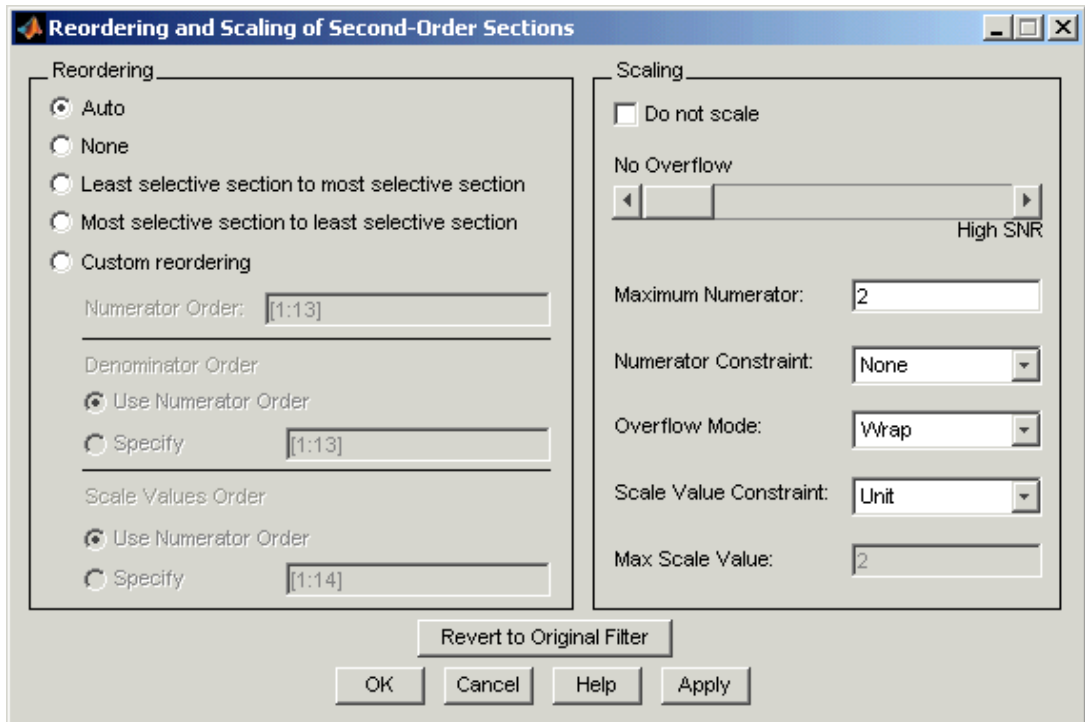 Reordering and Scaling of Second-Order Sections
Reordering
Auto
None
Least selective section to most selective section
Most selective section to least selective section
Custom reordering
Numerator Order: [1:13]
Denominator Order
Use Numerator Order
Specify [1:13]
Scale Values Order
Use Numerator Order
Specify [1:14]
Scaling
Do not scale
No Overflow
High SNR
Maximum Numerator: 2
Numerator Constraint: None
Overflow Mode: Wrap
Scale Value Constraint: Unit
Max Scale Value: 2
Revert to Original Filter
OK Cancel Help Apply